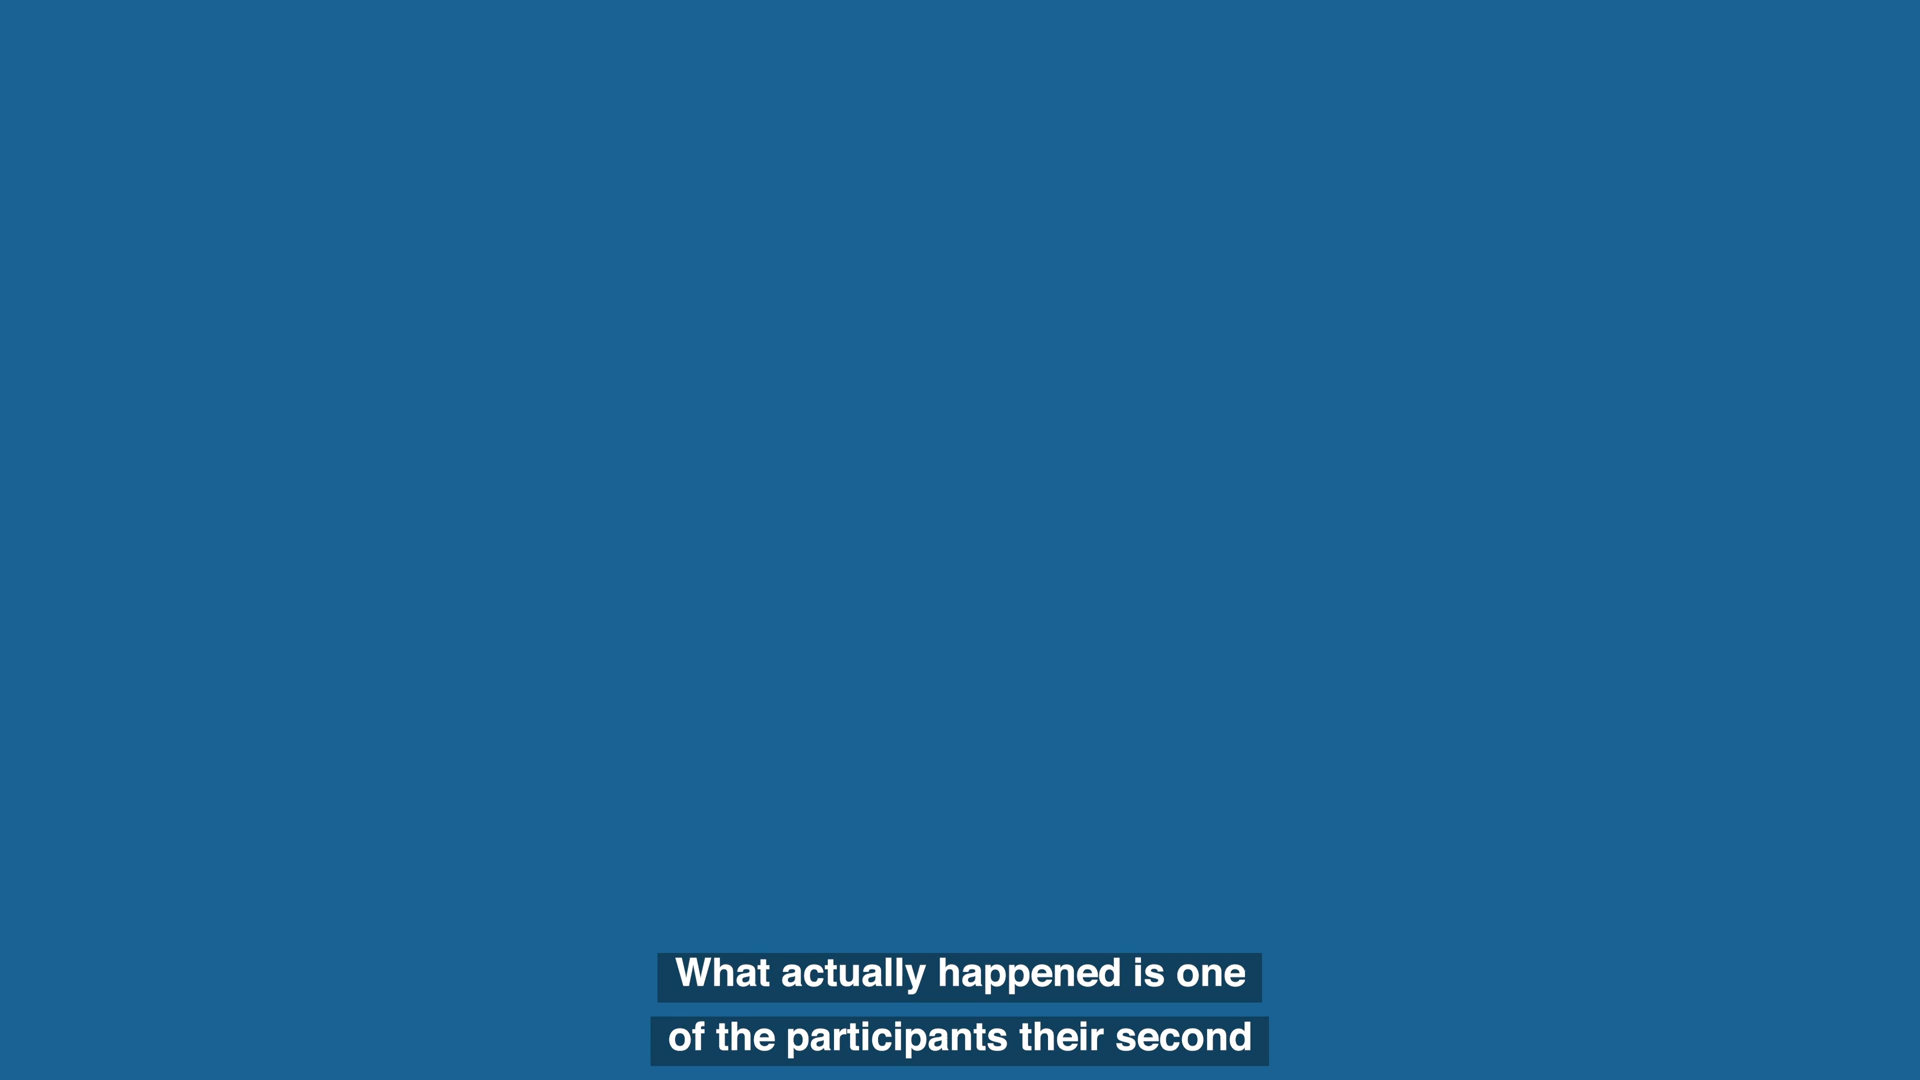 What actually happened is one
of the participants their second